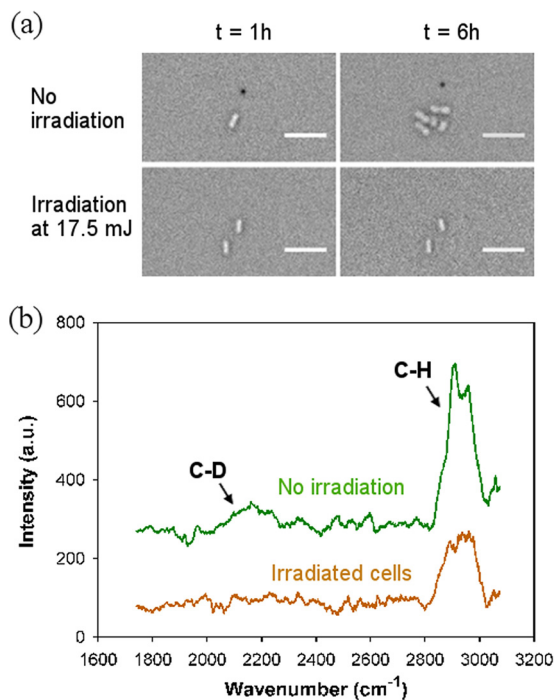 (a)
t = 1h
t = 6h
No
irradiation
Irradiation
at 17.5 mJ
(b)
800
600
400
200
0
Intensity (a.u.)
C-H
C-D
No irradiation
Irradiated cells
1600 1800 2000 2200 2400 2600 2800 3000 3200
Wavenumber (cm⁻¹)